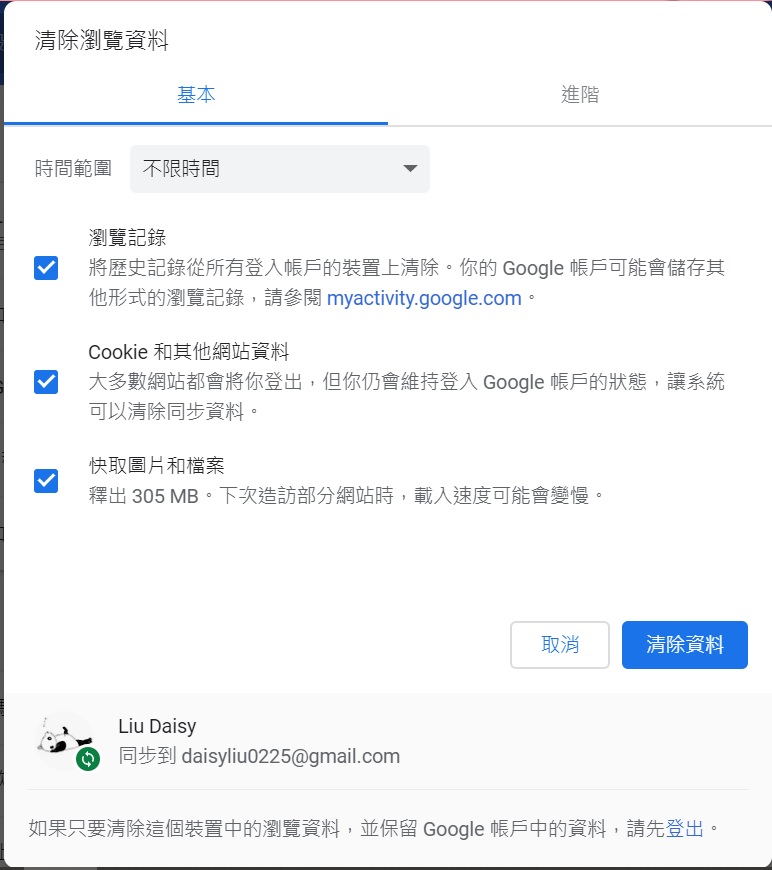 清除瀏覽資料
基本
進階
時間範圍
不限時間
瀏覽記錄
將歷史記錄從所有登入帳戶的裝置上清除。你的 Google 帳戶可能會儲存其
他形式的瀏覽記錄，請參閱 myactivity.google.com。
Cookie 和其他網站資料
大多數網站都會將你登出，但你仍會維持登入 Google 帳戶的狀態，讓系統
可以清除同步資料。
快取圖片和檔案
釋出 305 MB。下次造訪部分網站時，載入速度可能會變慢。
取消
清除資料
Liu Daisy
同步到 daisyliu0225@gmail.com
如果只要清除這個裝置中的瀏覽資料，並保留 Google 帳戶中的資料，請先登出。